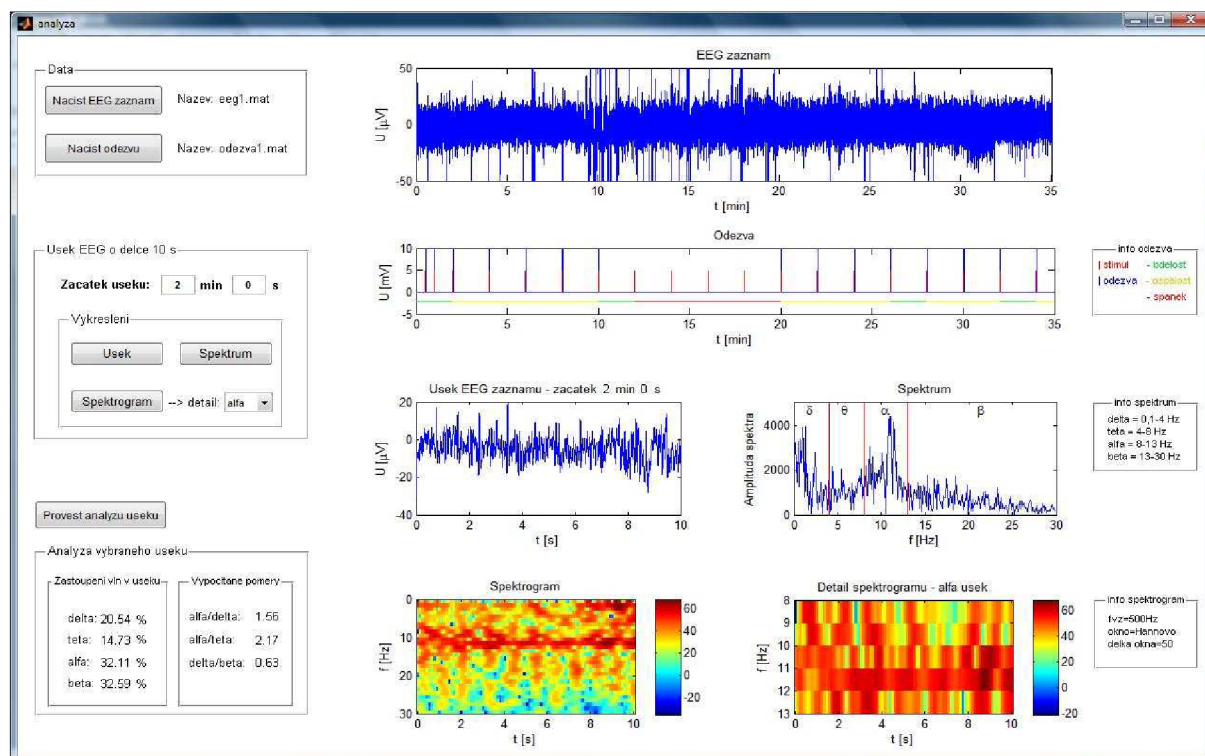 analyza
Data
Nacist EEG zaznam
Nazev: eeg1.mat
Nacist odezvu
Nazev: odezva1.mat
Usek EEG o delce 10 s
Zacatek useku: 2 min 0 s
Vykresleni
Usek
Spektrum
Spektrogram
--> detail: alfa
Provest analyzu useku
Analyza vybraneho useku
Zastoupeni vln v useku
delta: 20.54 %
teta: 14.73 %
alfa: 32.11 %
beta: 32.59 %
Vypocitane pomery
alfa/delta: 1.56
alfa/teta: 2.17
delta/beta: 0.63
EEG zaznam
U [µV]
50
0
-50
0 5 10 15 20 25 30 35
t [min]
Odezva
U [mV]
10
5
0
-5
0 5 10 15 20 25 30 35
t [min]
info odezva
| stimul - bdelost
| odezva - ospalost
- spanek
Usek EEG zaznamu - zacatek 2 min 0 s
U [µV]
20
0
-20
-40
0 2 4 6 8 10
t [s]
Spektrum
δ θ α β
Amplituda spektra
4000
2000
0
0 5 10 15 20 25 30
f [Hz]
info spektrum
delta = 0,1-4 Hz
teta = 4-8 Hz
alfa = 8-13 Hz
beta = 13-30 Hz
Spektrogram
f [Hz]
0
10
20
30
0 2 4 6 8 10
t [s]
60
40
20
0
-20
Detail spektrogramu - alfa usek
f [Hz]
8
9
10
11
12
13
0 2 4 6 8 10
t [s]
60
40
20
0
-20
info spektrogram
fvz=500Hz
okno=Hannovo
delka okna=50